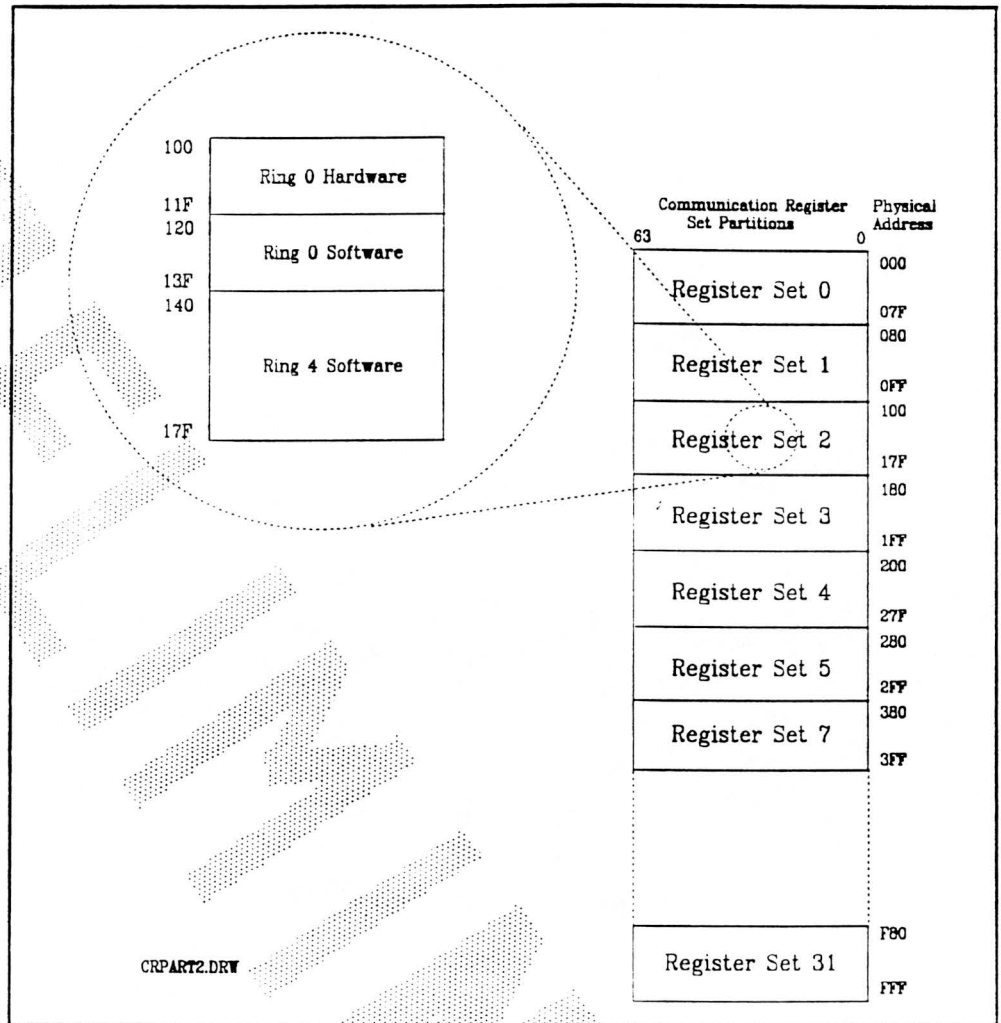 100
Ring 0 Hardware
11F
120
Ring 0 Software
13F
140
Ring 4 Software
17F
Communication Register
Set Partitions
Physical
Address
63
0
Register Set 0
000
07F
Register Set 1
080
0FF
Register Set 2
100
17F
Register Set 3
180
1FF
Register Set 4
200
27F
Register Set 5
280
2FF
Register Set 7
380
3FF
Register Set 31
F80
FFF
CRPART2.DRW